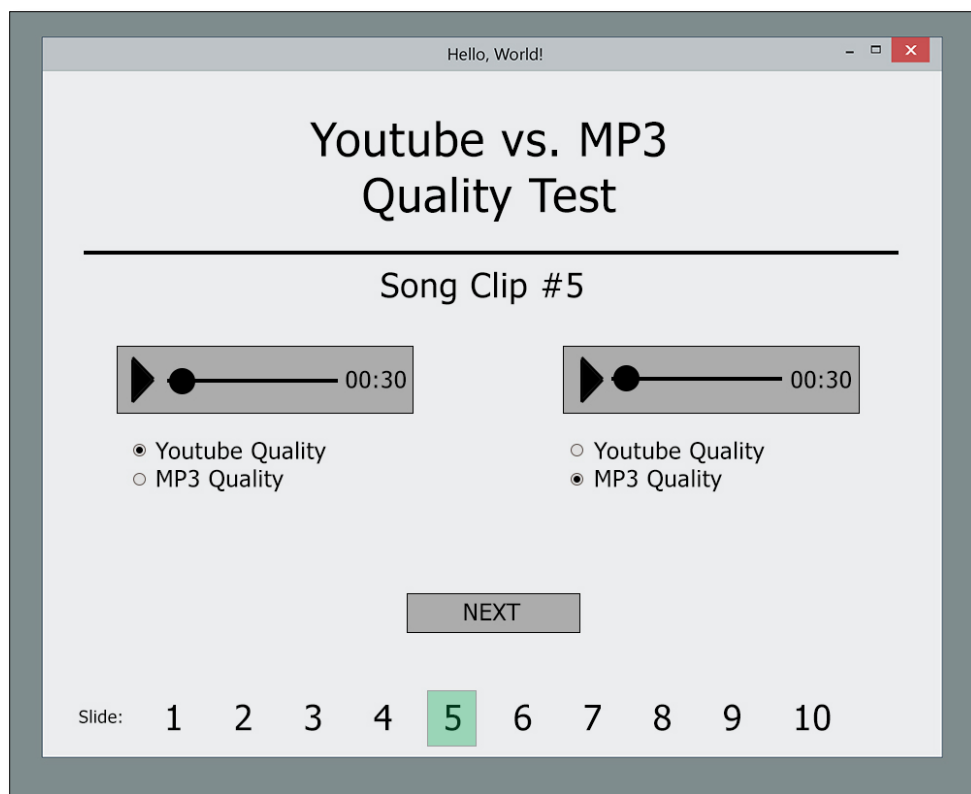 Hello, World!
Youtube vs. MP3
Quality Test
Song Clip #5
00:30
00:30
Youtube Quality
MP3 Quality
Youtube Quality
MP3 Quality
NEXT
Slide: 1 2 3 4 5 6 7 8 9 10